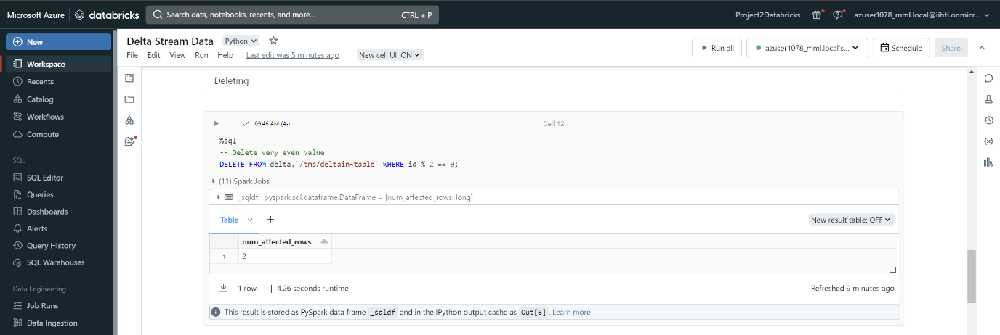 Microsoft Azure databricks Search data, notebooks, recents, and more... CTRL + P Project2Databricks azuser1078_mml.local@iihtl.onmicr...
New
Workspace
Recents
Catalog
Workflows
Compute
SQL
SQL Editor
Queries
Dashboards
Alerts
Query History
SQL Warehouses
Data Engineering
Job Runs
Data Ingestion
Delta Stream Data Python
File Edit View Run Help Last edit was 5 minutes ago New cell UI: ON
Run all azuser1078_mml.local's... Schedule Share
Deleting
09:46 AM (4s) Cell 12
%sql
-- Delete very even value
DELETE FROM delta.`/tmp/deltain-table` WHERE id % 2 == 0;
(11) Spark Jobs
_sqldf: pyspark.sql.dataframe.DataFrame = [num_affected_rows: long]
Table + New result table: OFF
num_affected_rows
1 2
1 row | 4.26 seconds runtime Refreshed 9 minutes ago
This result is stored as PySpark data frame _sqldf and in the IPython output cache as Out[6]. Learn more